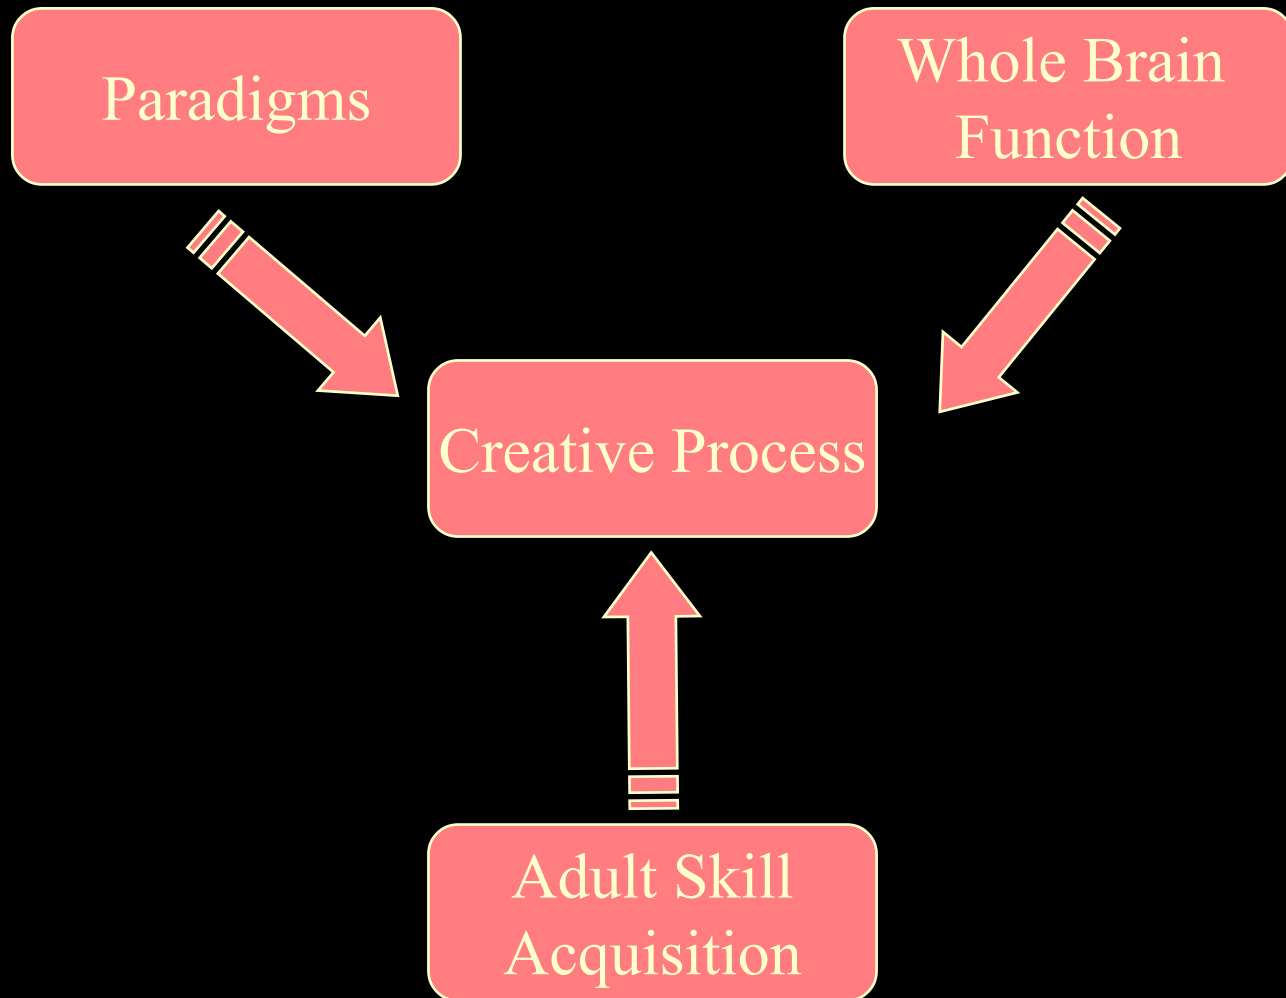 Paradigms
Whole Brain
Function
Creative Process
Adult Skill
Acquisition